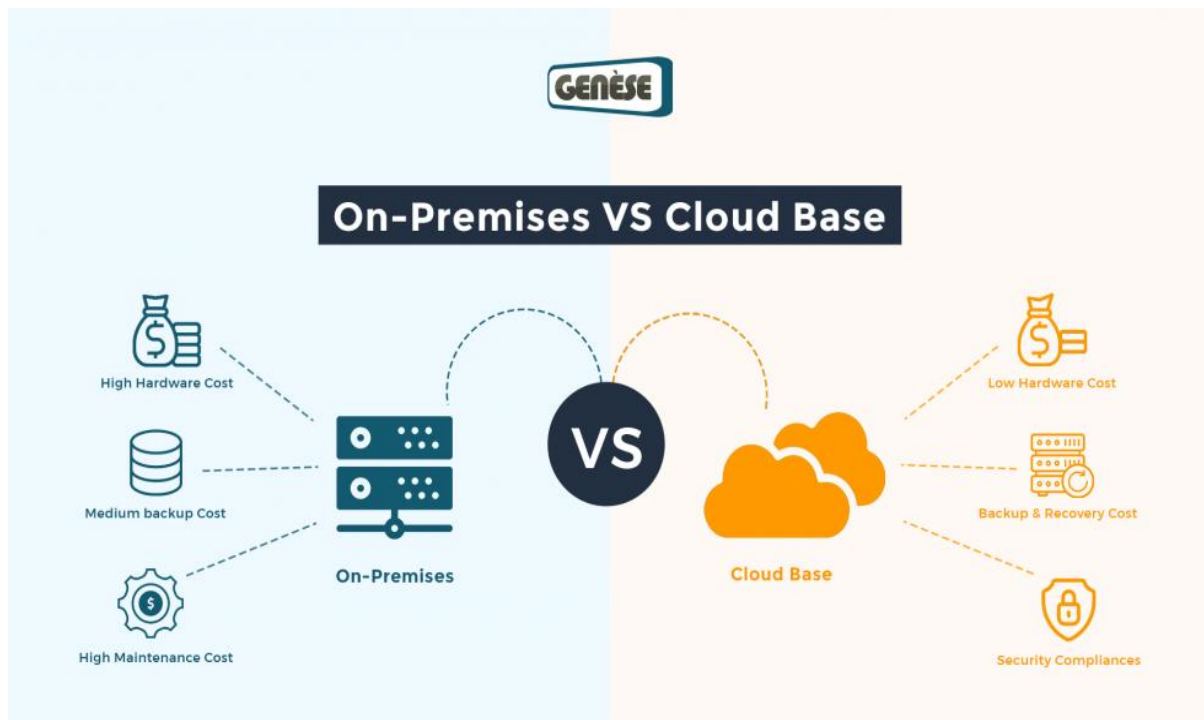 GENÈSE
On-Premises VS Cloud Base
High Hardware Cost
Medium backup Cost
High Maintenance Cost
$
On-Premises
VS
Cloud Base
Low Hardware Cost
Backup & Recovery Cost
Security Compliances